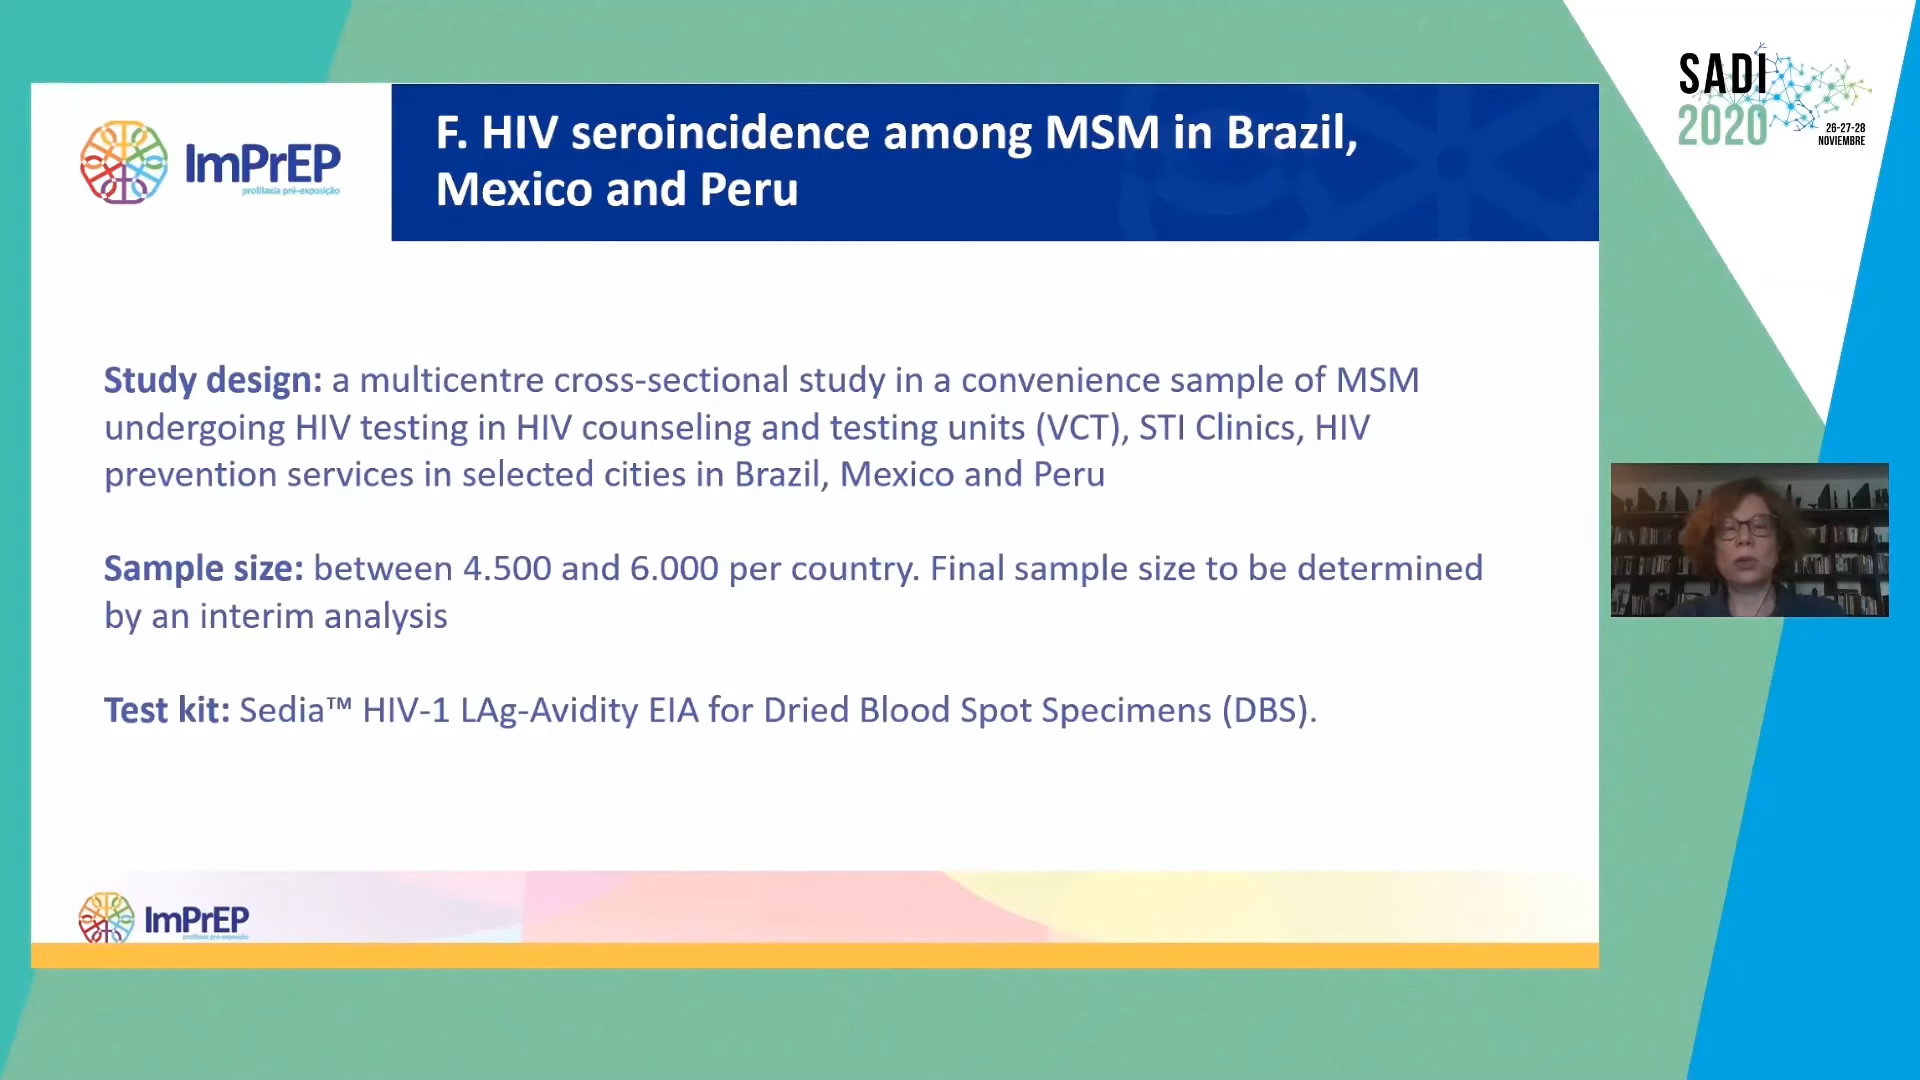 ImPrEP
profilaxia pré-exposição
F. HIV seroincidence among MSM in Brazil,
Mexico and Peru
SADI
2020
26-27-28
NOVIEMBRE
Study design: a multicentre cross-sectional study in a convenience sample of MSM
undergoing HIV testing in HIV counseling and testing units (VCT), STI Clinics, HIV
prevention services in selected cities in Brazil, Mexico and Peru
Sample size: between 4.500 and 6.000 per country. Final sample size to be determined
by an interim analysis
Test kit: Sedia™ HIV-1 LAg-Avidity EIA for Dried Blood Spot Specimens (DBS).
ImPrEP
profilaxia pré-exposição